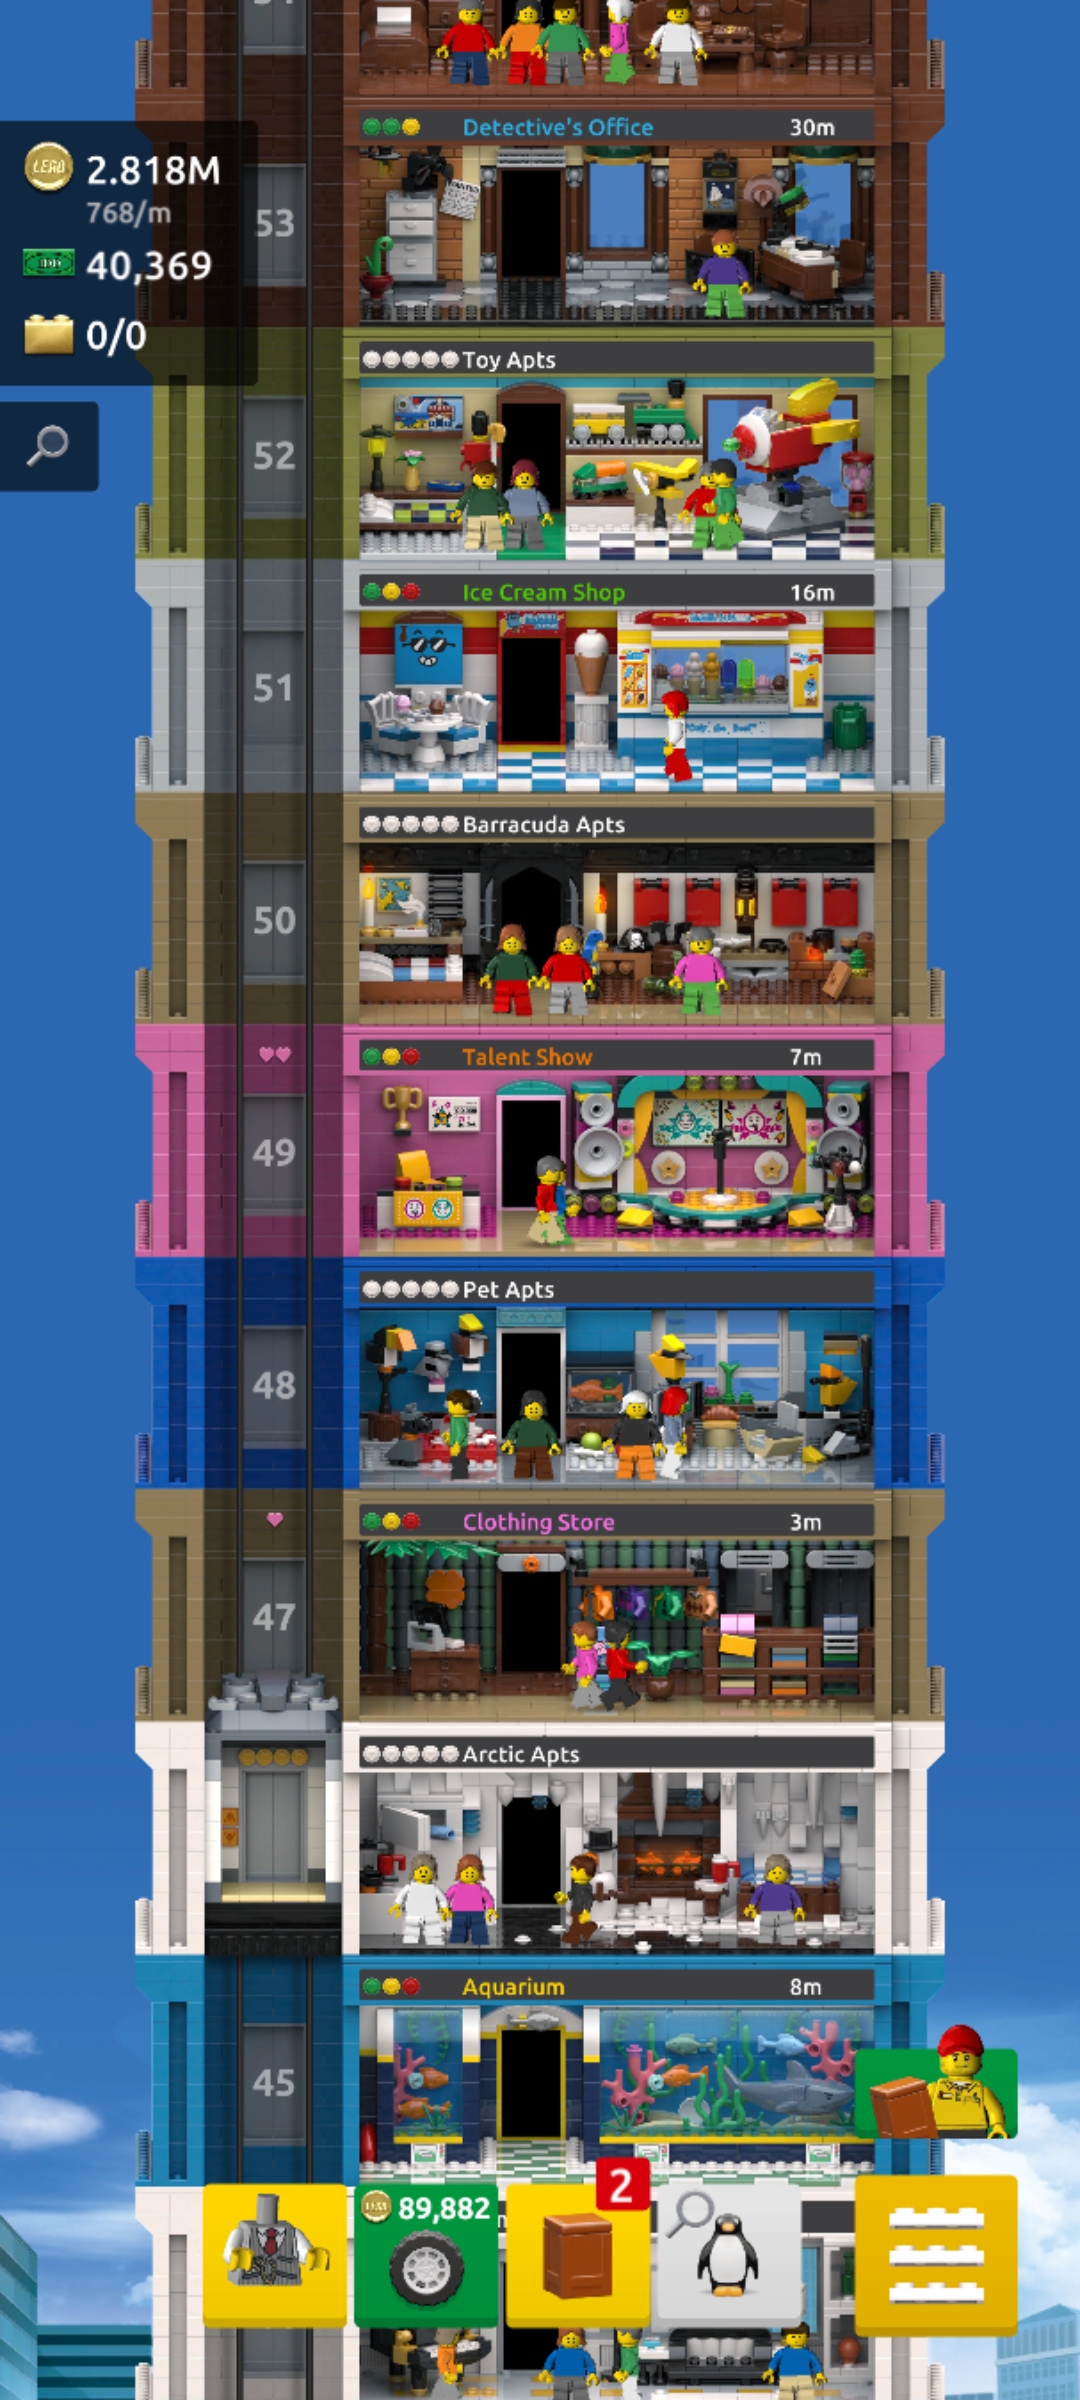 Detective's Office 30m
LEGO 2.818M
768/m
53
40,369
0/0
Toy Apts
52
Ice Cream Shop 16m
51
Barracuda Apts
50
Talent Show 7m
49
Pet Apts
48
Clothing Store 3m
47
Arctic Apts
Aquarium 8m
45
2
89,882